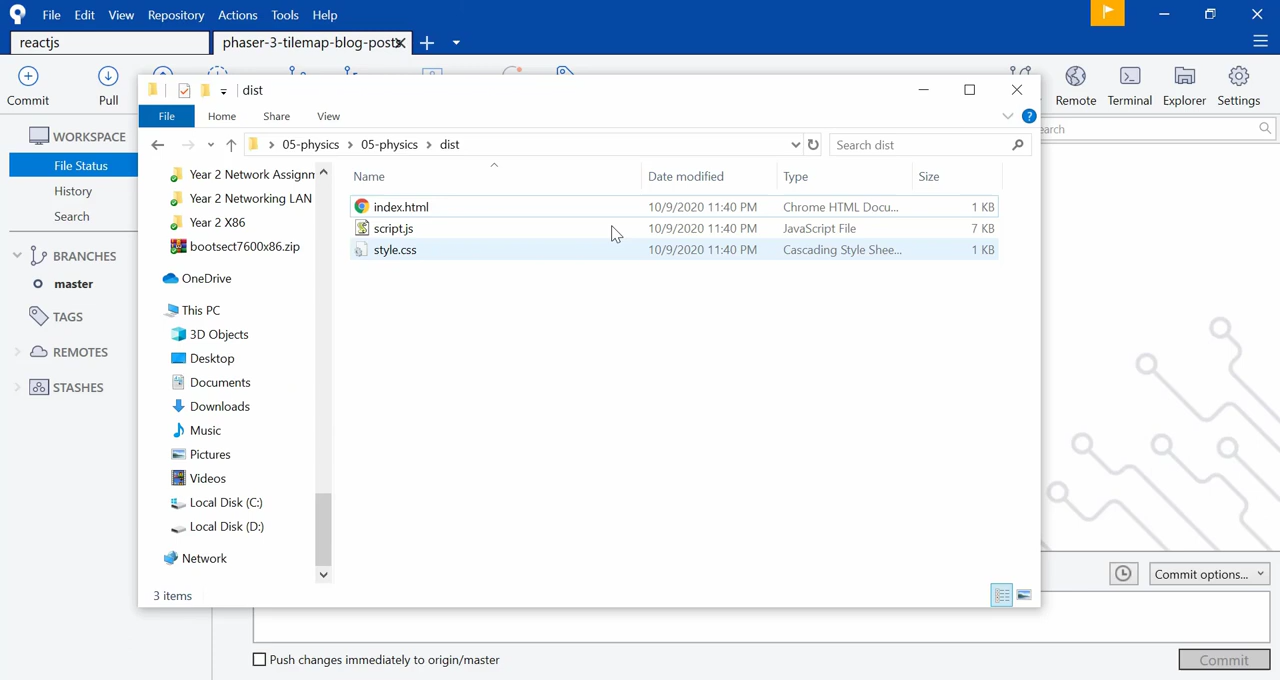 File Edit View Repository Actions Tools Help
reactjs
phaser-3-tilemap-blog-posts
Commit
Pull
Remote
Terminal
Explorer
Settings
dist
File
Home
Share
View
05-physics
05-physics
dist
Search dist
WORKSPACE
File Status
History
Search
BRANCHES
master
TAGS
REMOTES
STASHES
Year 2 Network Assignm
Year 2 Networking LAN
Year 2 X86
bootsect7600x86.zip
OneDrive
This PC
3D Objects
Desktop
Documents
Downloads
Music
Pictures
Videos
Local Disk (C:)
Local Disk (D:)
Network
Name Date modified Type Size
index.html 10/9/2020 11:40 PM Chrome HTML Docu... 1 KB
script.js 10/9/2020 11:40 PM JavaScript File 7 KB
style.css 10/9/2020 11:40 PM Cascading Style Shee... 1 KB
3 items
earch
Commit options...
Push changes immediately to origin/master
Commit